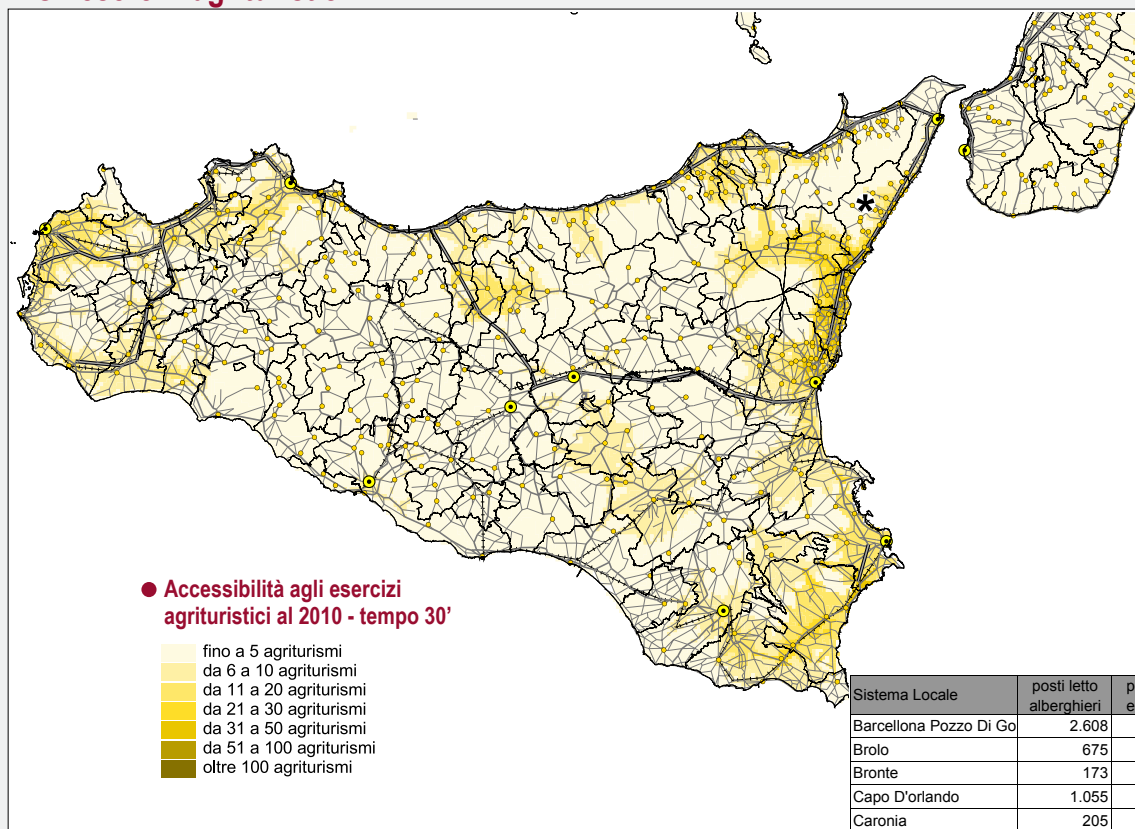 ● Accessibilità agli esercizi
agrituristici al 2010 - tempo 30’
fino a 5 agriturismi
da 6 a 10 agriturismi
da 11 a 20 agriturismi
da 21 a 30 agriturismi
da 31 a 50 agriturismi
da 51 a 100 agriturismi
oltre 100 agriturismi
*
Sistema Locale posti letto alberghieri p e
Barcellona Pozzo Di Go 2.608
Brolo 675
Bronte 173
Capo D'orlando 1.055
Caronia 205